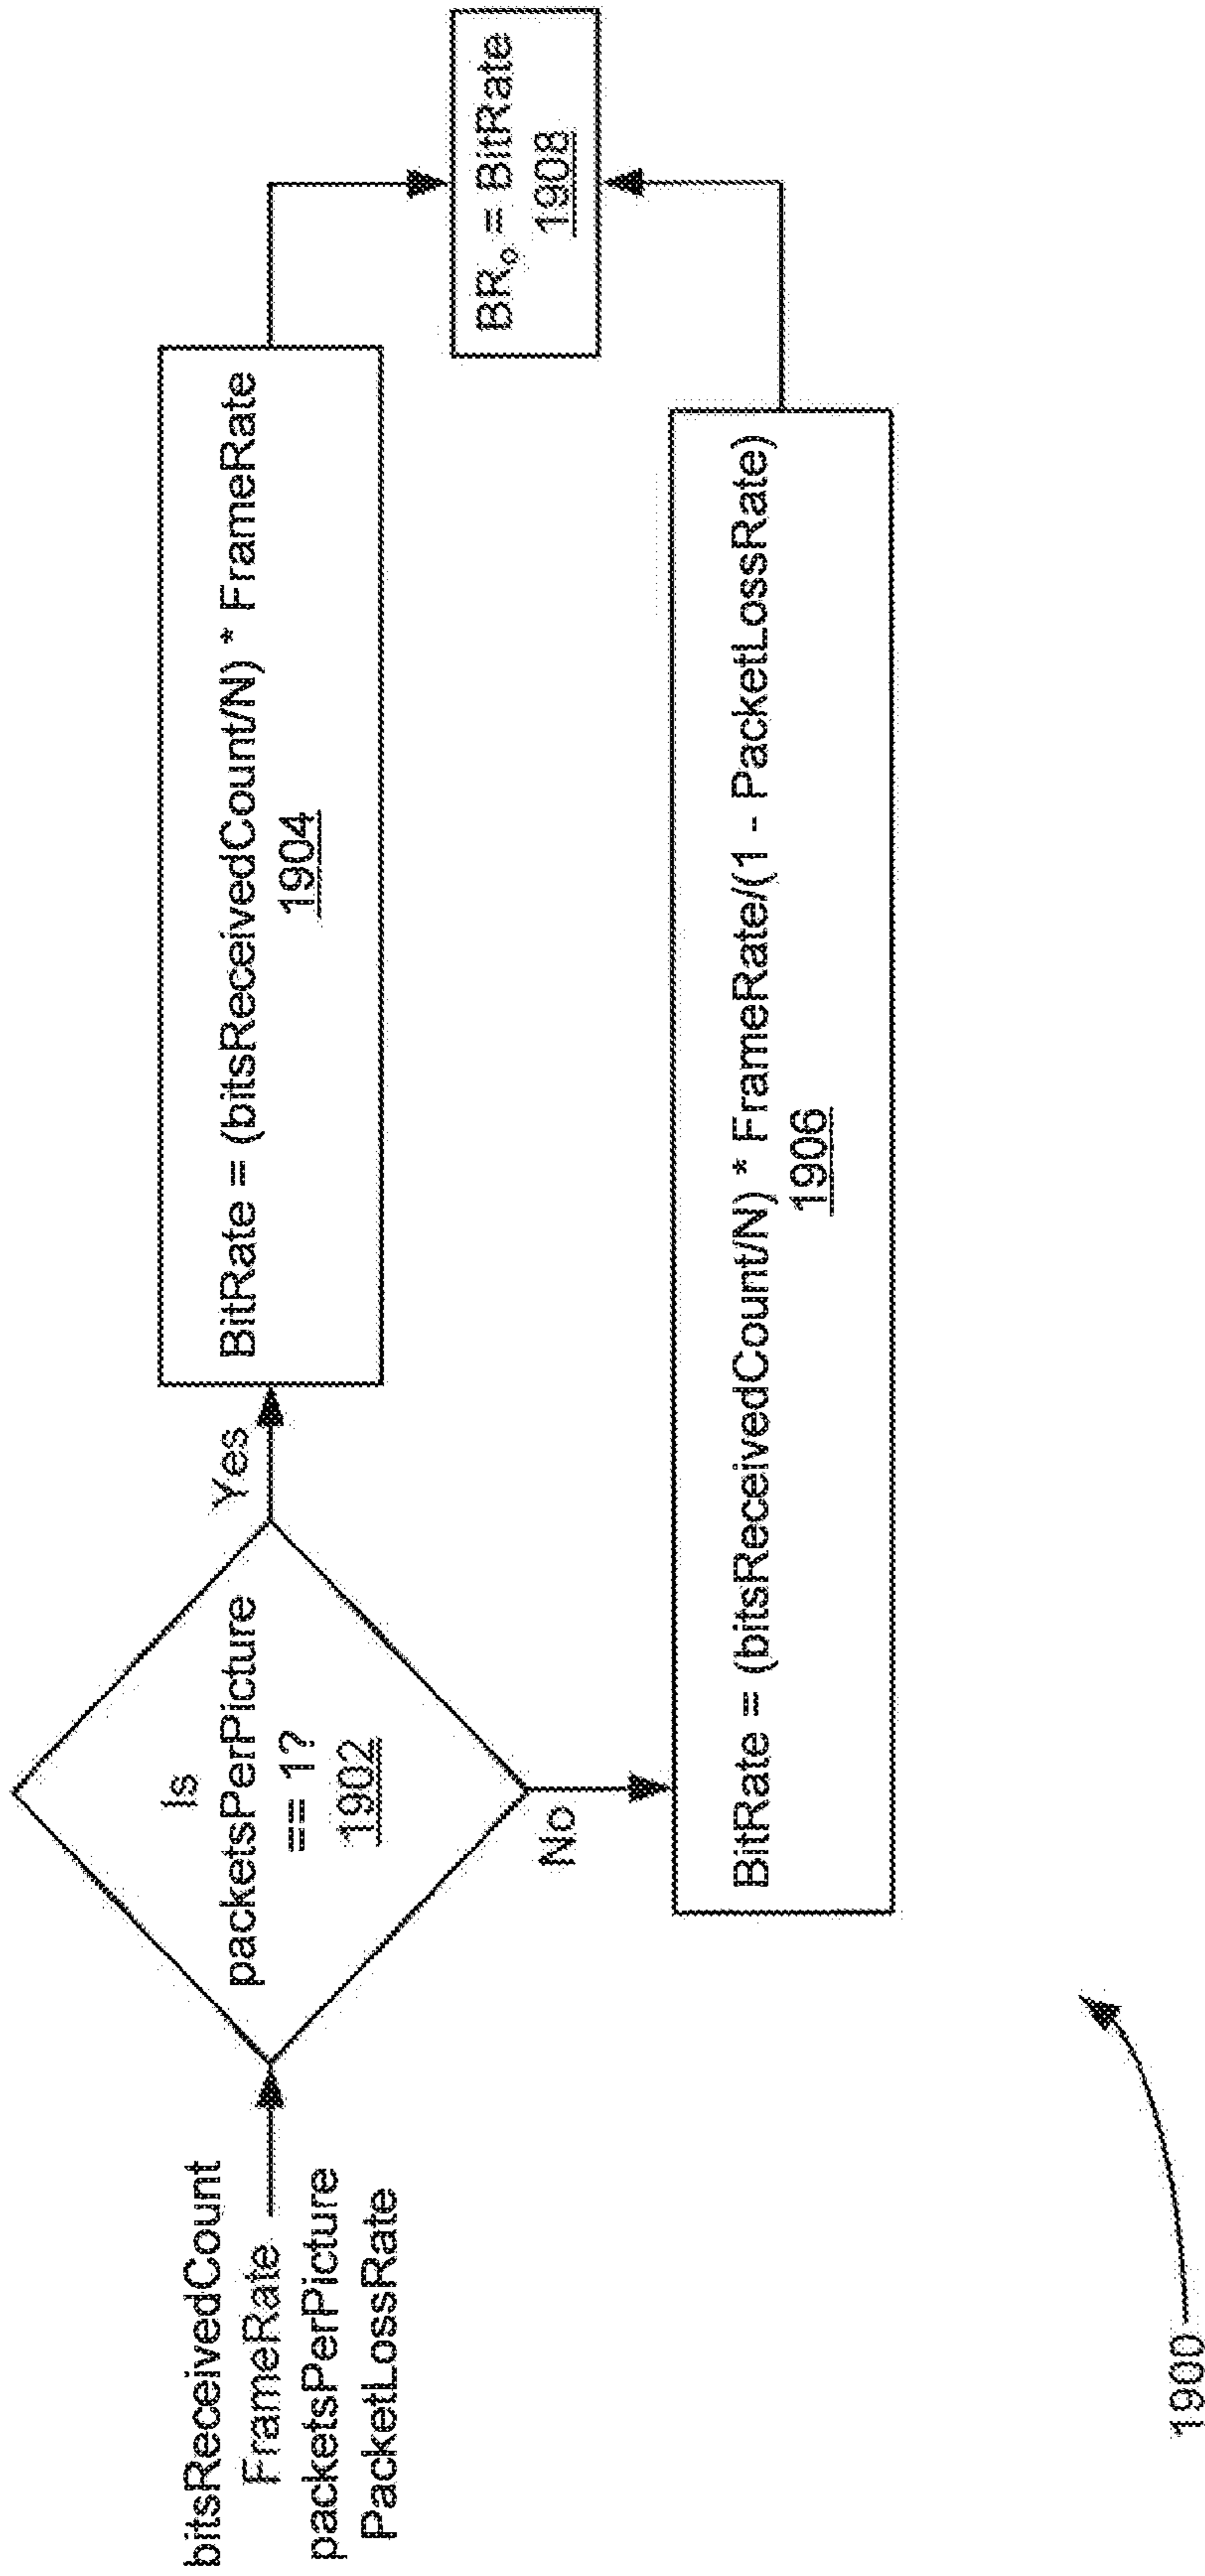 bitsReceivedCount
FrameRate
packetsPerPicture
PacketLossRate
Is
packetsPerPicture
== 1?
1902
Yes
No
BitRate = (bitsReceivedCount/N) * FrameRate
1904
BitRate = (bitsReceivedCount/N) * FrameRate/(1 - PacketLossRate)
1906
BRₒ = BitRate
1908
1900